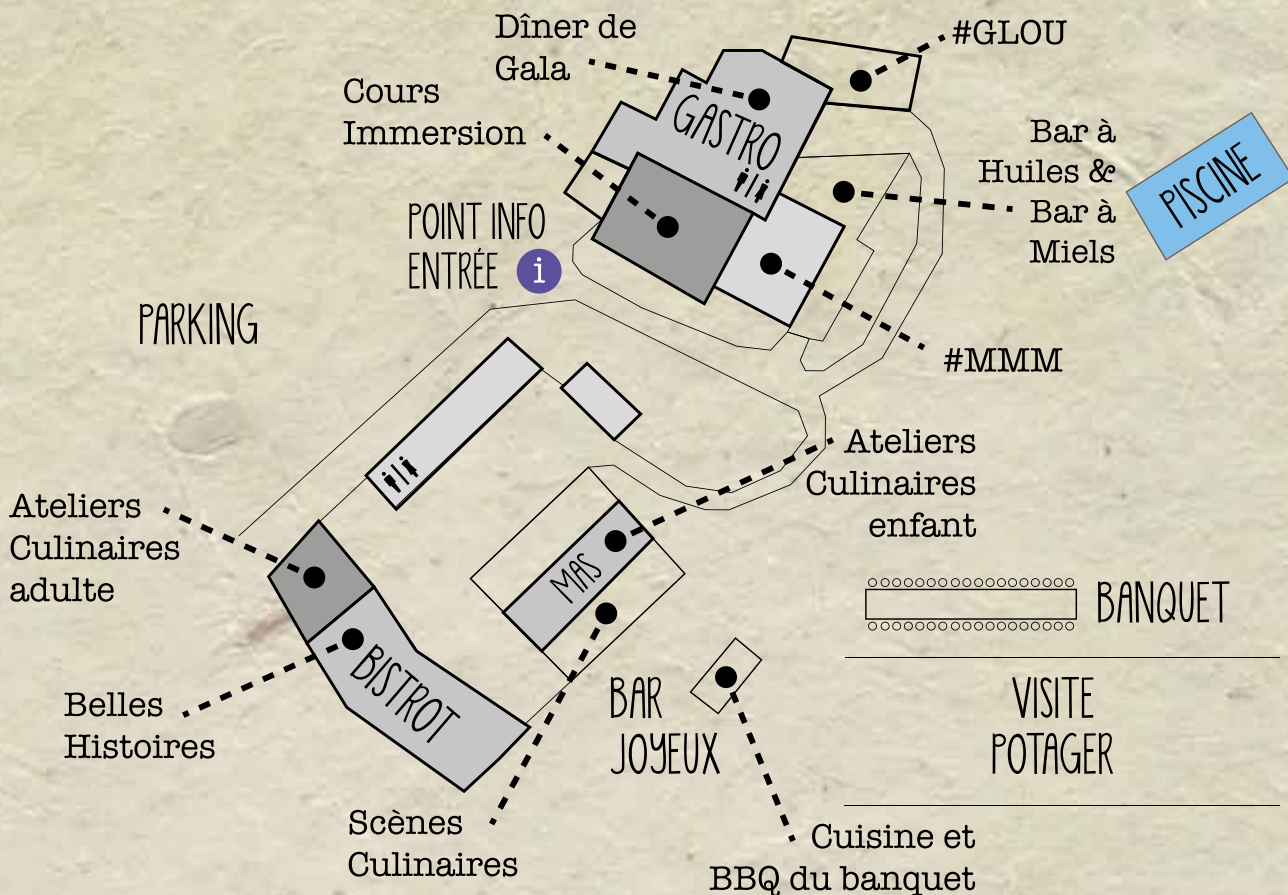 Dîner de
Gala
#GLOU
Cours
Immersion
GASTRO
Bar à
Huiles &
Bar à
Miels
PISCINE
POINT INFO
ENTRÉE i
PARKING
#MMM
Ateliers
Culinaires
enfant
Ateliers
Culinaires
adulte
MAS
BANQUET
Belles
Histoires
BISTROT
BAR
JOYEUX
VISITE
POTAGER
Scènes
Culinaires
Cuisine et
BBQ du banquet